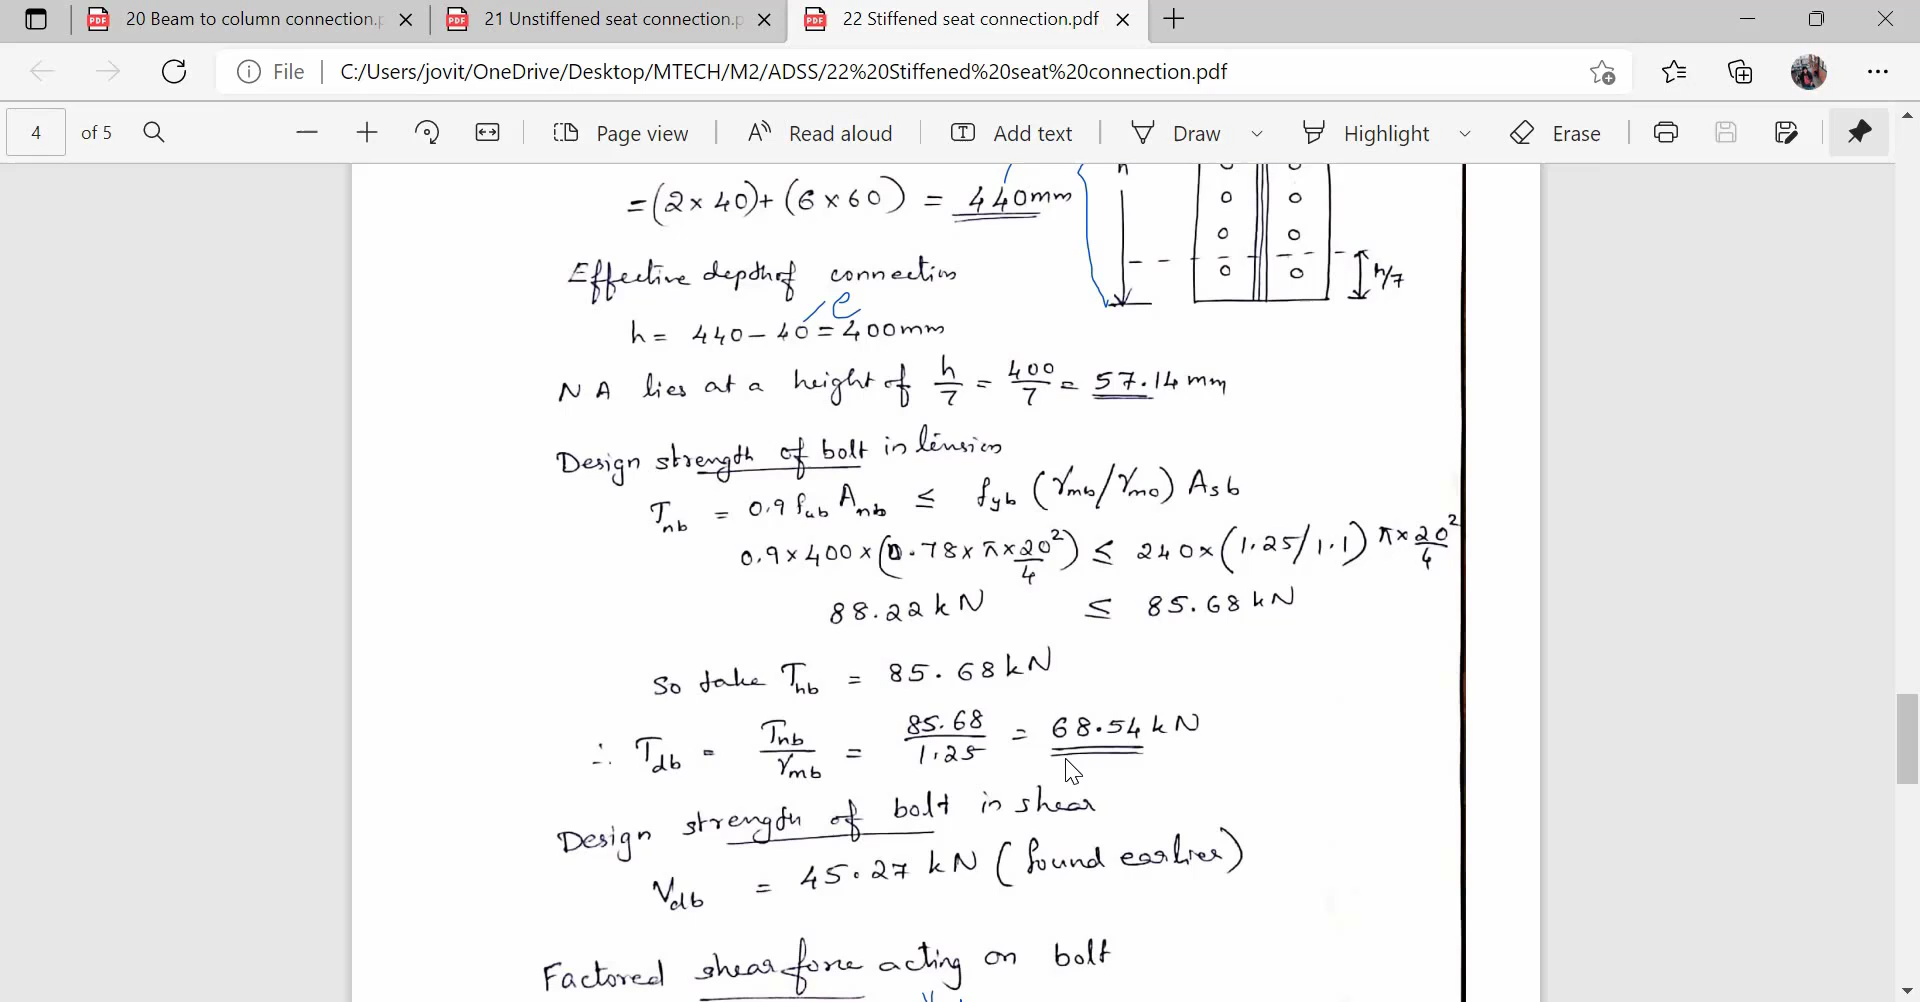 20 Beam to column connection.p
21 Unstiffened seat connection.p
22 Stiffened seat connection.pdf
File
C:/Users/jovit/OneDrive/Desktop/MTECH/M2/ADSS/22%20Stiffened%20seat%20connection.pdf
4 of 5
Page view
Read aloud
Add text
Draw
Highlight
Erase
= (2 × 40) + (6 × 60) = 440mm
h
h/7
Effective depth of connection
e
h = 440 - 40 = 400mm
NA lies at a height of h/7 = 400/7 = 57.14 mm
Design strength of bolt in tension
Tnb = 0.9 fub Anb ≤ fyb (γmb/γmo) Asb
0.9 × 400 × (0.78 × π × 20²/4) ≤ 240 × (1.25/1.1) π × 20²/4
88.22 kN ≤ 85.68 kN
So take Tnb = 85.68 kN
∴ Tdb = Tnb/γmb = 85.68/1.25 = 68.54 kN
Design strength of bolt in shear
Vdb = 45.27 kN (found earlier)
Factored shear force acting on bolt